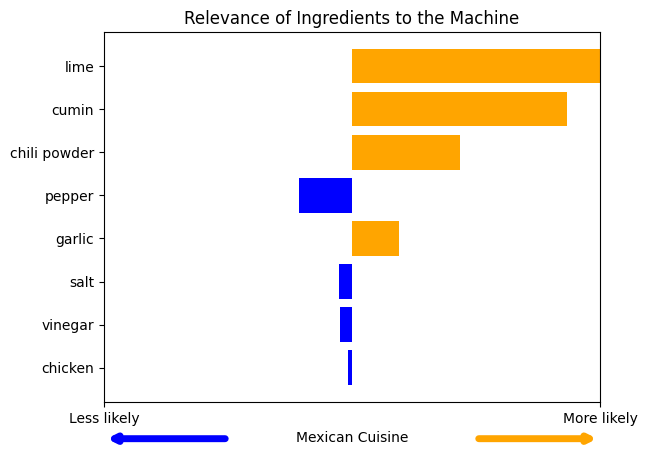 Relevance of Ingredients to the Machine
lime
cumin
chili powder
pepper
garlic
salt
vinegar
chicken
Less likely
More likely
Mexican Cuisine